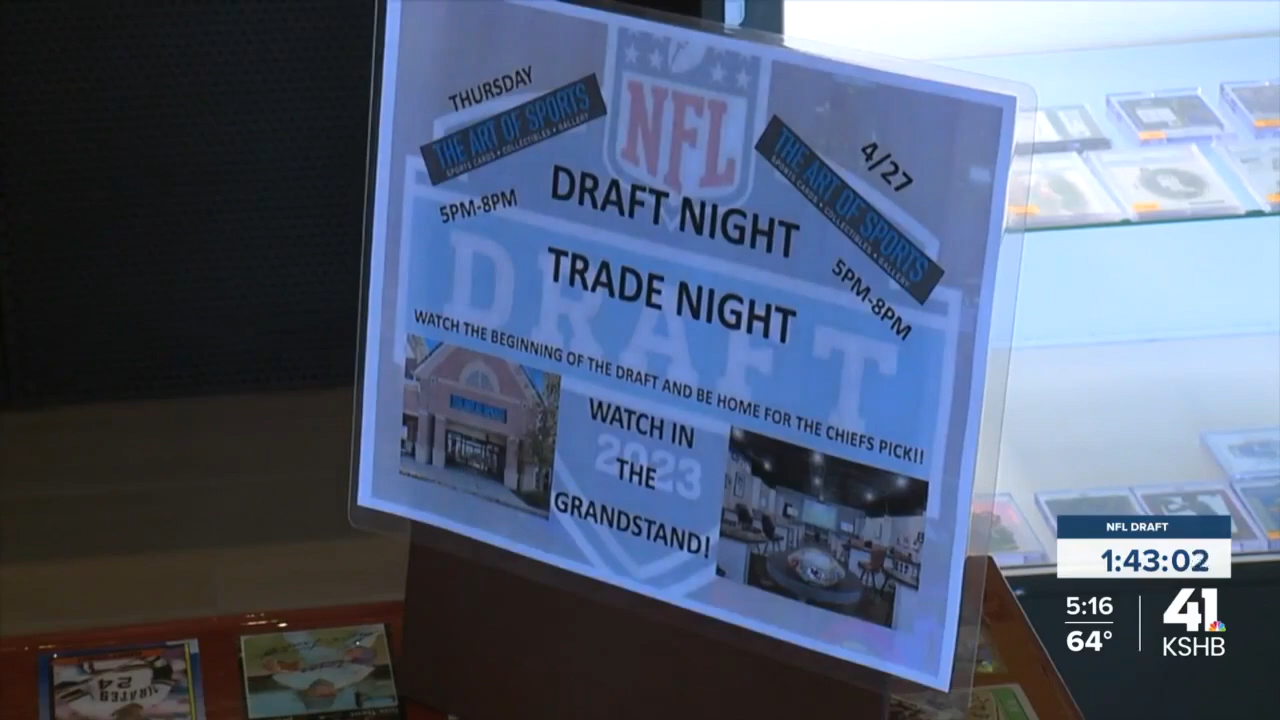 THURSDAY
THE ART OF SPORTS
SPORTS CARDS • COLLECTIBLES • GALLERY
5PM-8PM
NFL
4/27
THE ART OF SPORTS
SPORTS CARDS • COLLECTIBLES • GALLERY
5PM-8PM
DRAFT NIGHT
TRADE NIGHT
DRAFT
WATCH THE BEGINNING OF THE DRAFT AND BE HOME FOR THE CHIEFS PICK!!
WATCH IN
THE
GRANDSTAND!
2023
PIRATES
24
NFL DRAFT
1:43:02
5:16
64°
41
KSHB